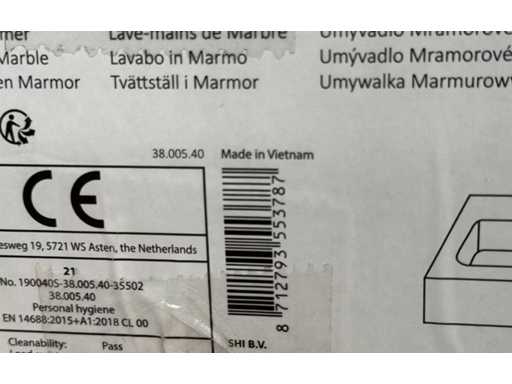 Lave-mains de Marbre
Marble
Lavabo in Marmo
Umývadlo Mramorové
en Marmor
Tvättställ i Marmor
Umywalka Marmurow
38.005.40
Made in Vietnam
CE
esweg 19, 5721 WS Asten, the Netherlands
21
No. 190040S-38.005.40-35502
38.005.40
Personal hygiene
EN 14688:2015+A1:2018 CL 00
Cleanability: Pass
8 712793 553787
SHI B.V.